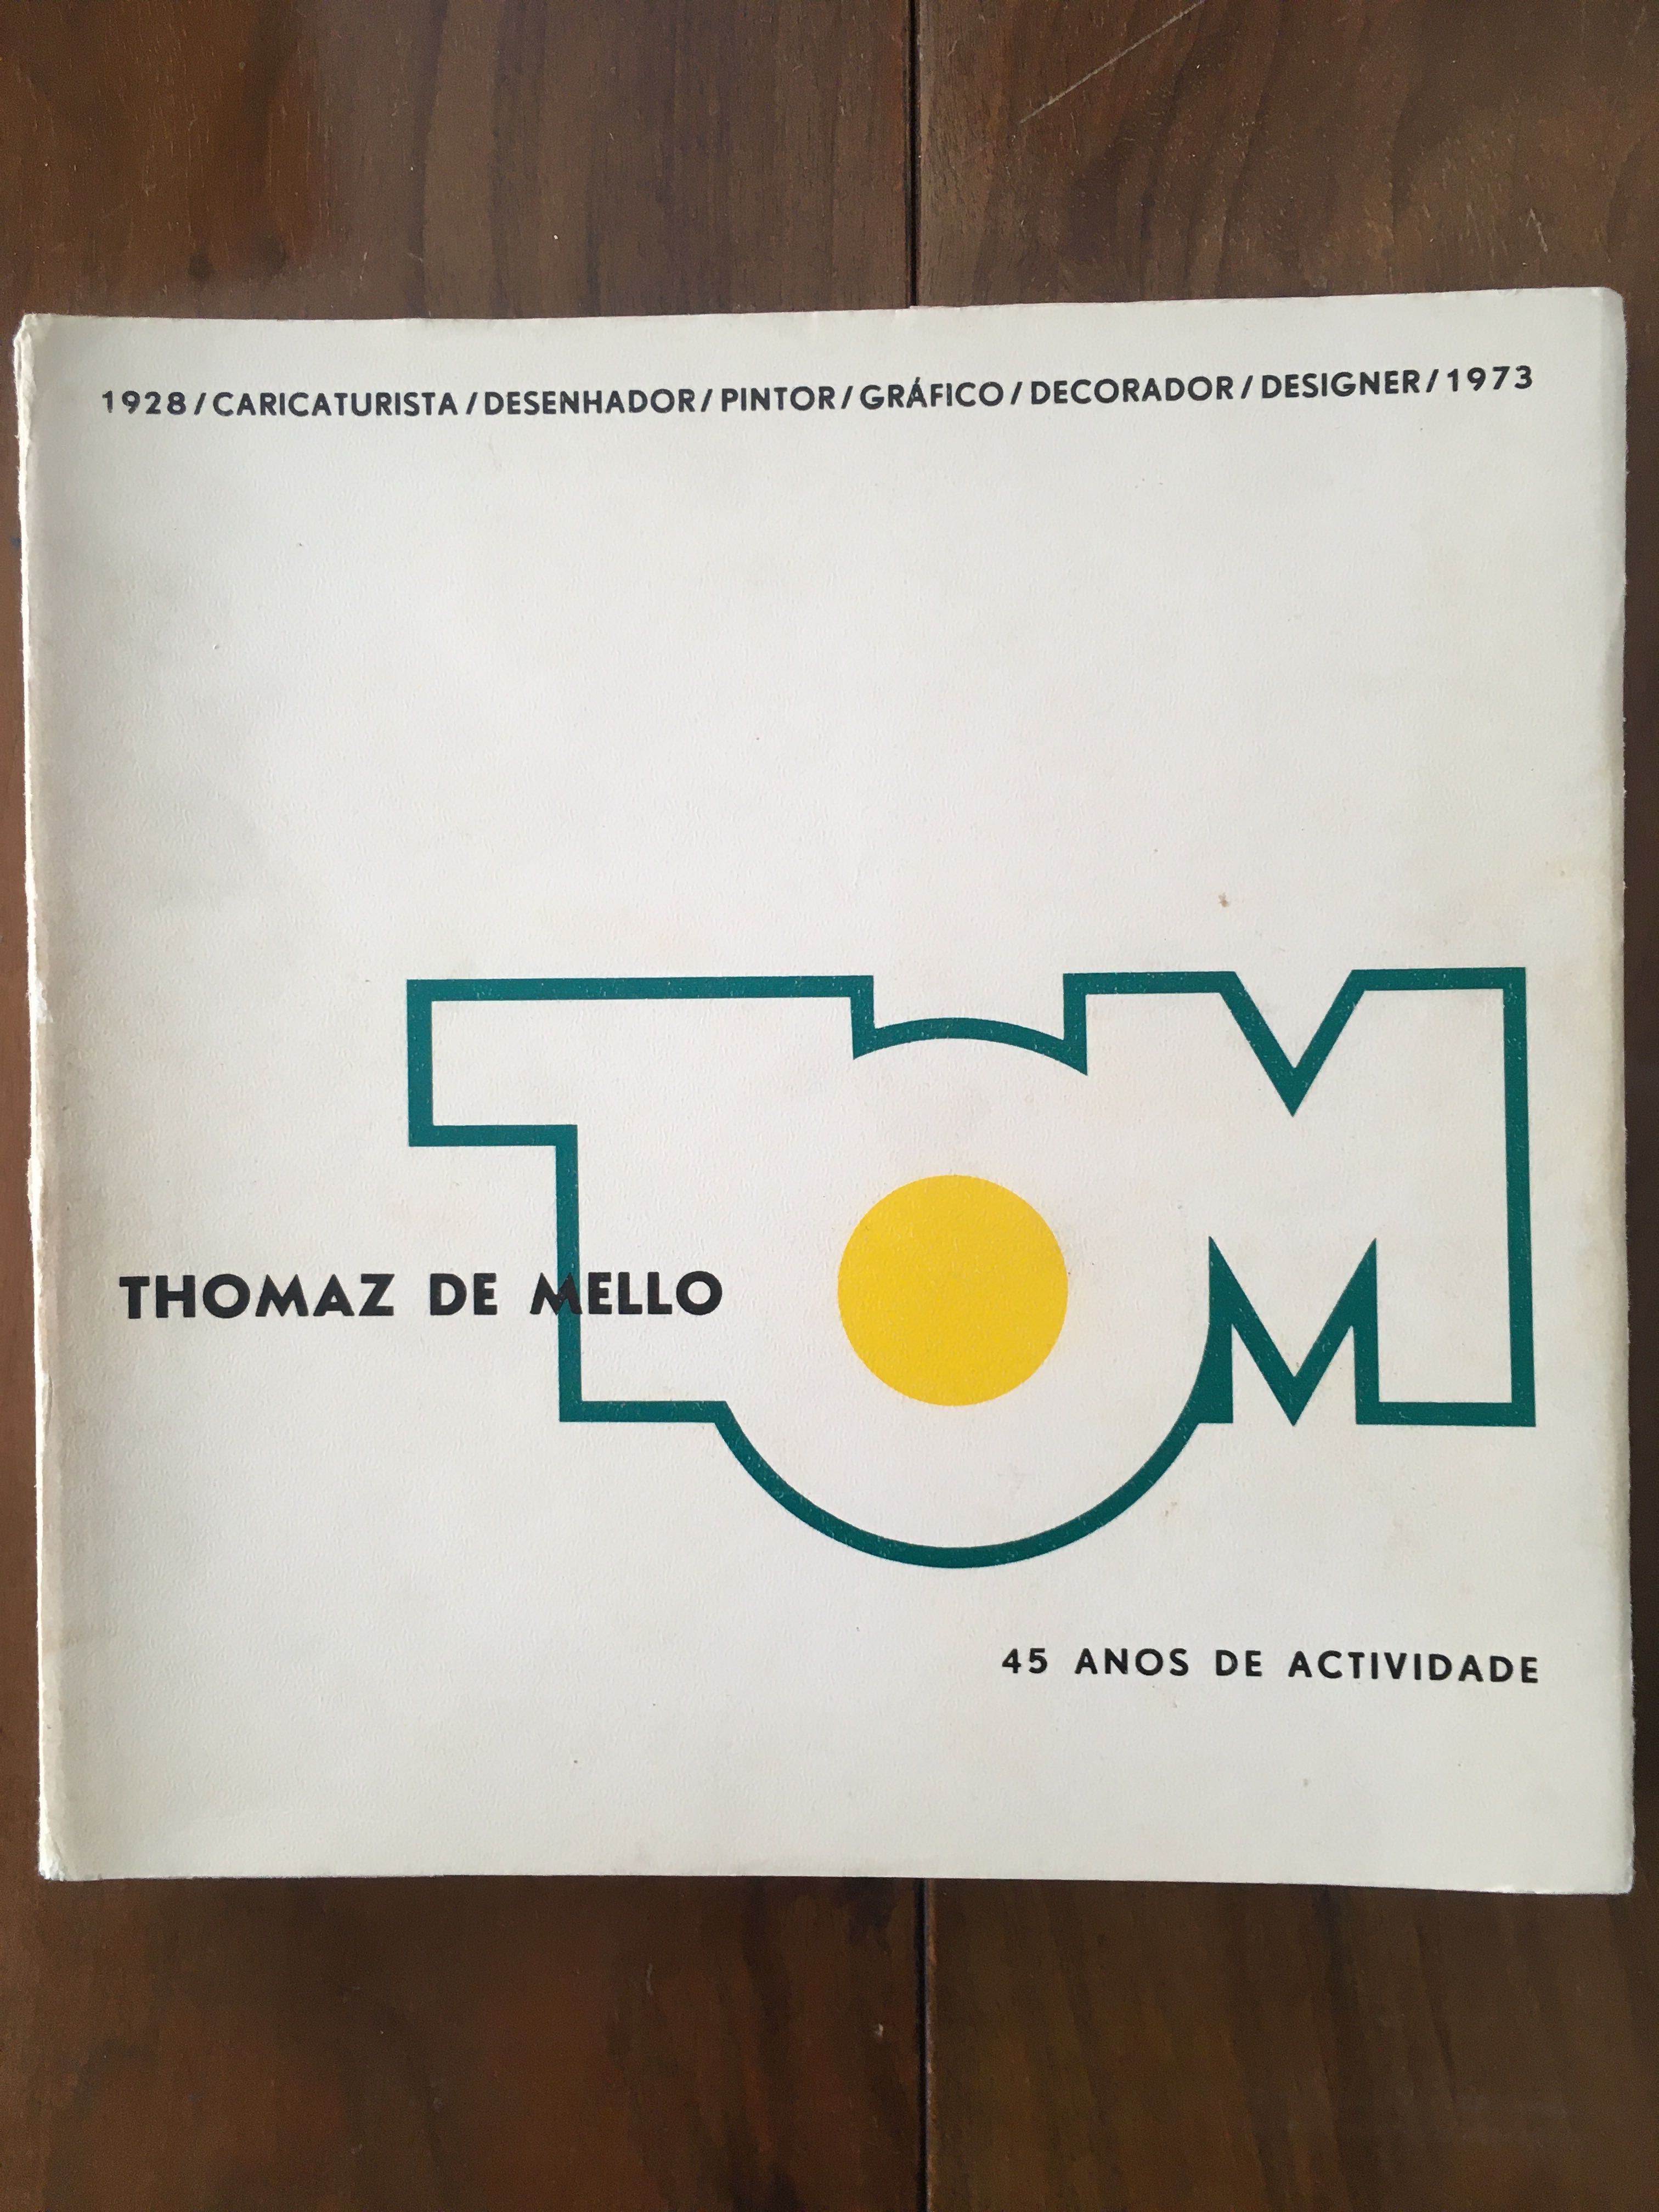 1928/CARICATURISTA/DESENHADOR/PINTOR/GRÁFICO/DECORADOR/DESIGNER/1973
TOM
THOMAZ DE MELLO
45 ANOS DE ACTIVIDADE